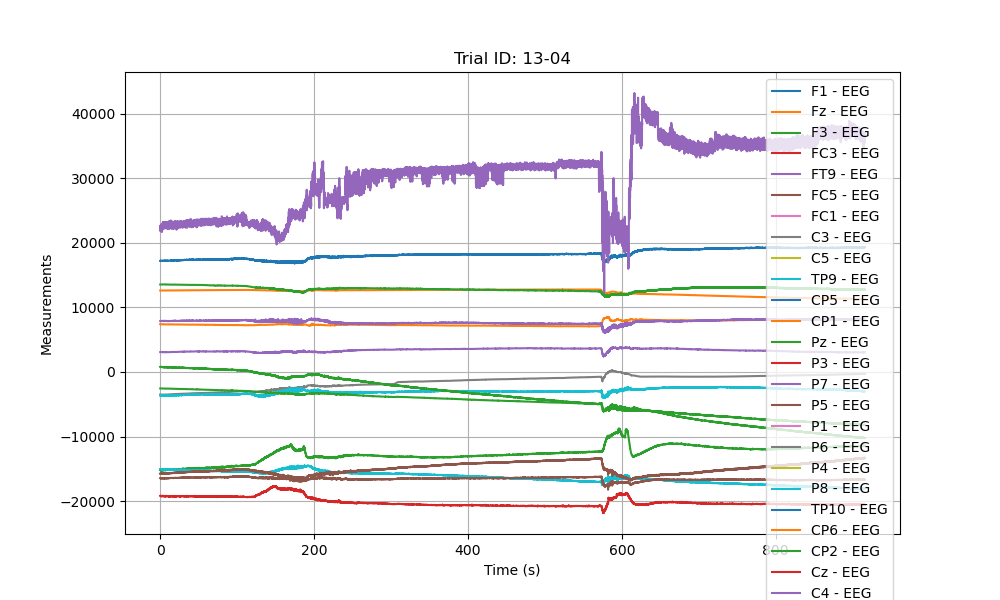 Trial ID: 13-04
Measurements
40000
30000
20000
10000
0
−10000
−20000
0
200
400
600
800
Time (s)
F1 - EEG
Fz - EEG
F3 - EEG
FC3 - EEG
FT9 - EEG
FC5 - EEG
FC1 - EEG
C3 - EEG
C5 - EEG
TP9 - EEG
CP5 - EEG
CP1 - EEG
Pz - EEG
P3 - EEG
P7 - EEG
P5 - EEG
P1 - EEG
P6 - EEG
P4 - EEG
P8 - EEG
TP10 - EEG
CP6 - EEG
CP2 - EEG
Cz - EEG
C4 - EEG